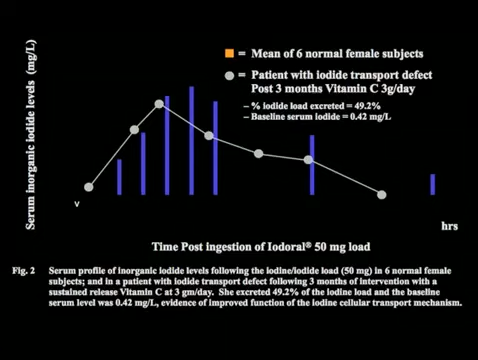 = Mean of 6 normal female subjects
= Patient with iodide transport defect
Post 3 months Vitamin C 3g/day
- % iodide load excreted = 49.2%
- Baseline serum iodide = 0.42 mg/L
Serum inorganic iodide levels (mg/L)
v
hrs
Time Post ingestion of Iodoral® 50 mg load
Fig. 2 Serum profile of inorganic iodide levels following the iodine/iodide load (50 mg) in 6 normal female
subjects; and in a patient with iodide transport defect following 3 months of intervention with a
sustained release Vitamin C at 3 gm/day. She excreted 49.2% of the iodine load and the baseline
serum level was 0.42 mg/L, evidence of improved function of the iodine cellular transport mechanism.